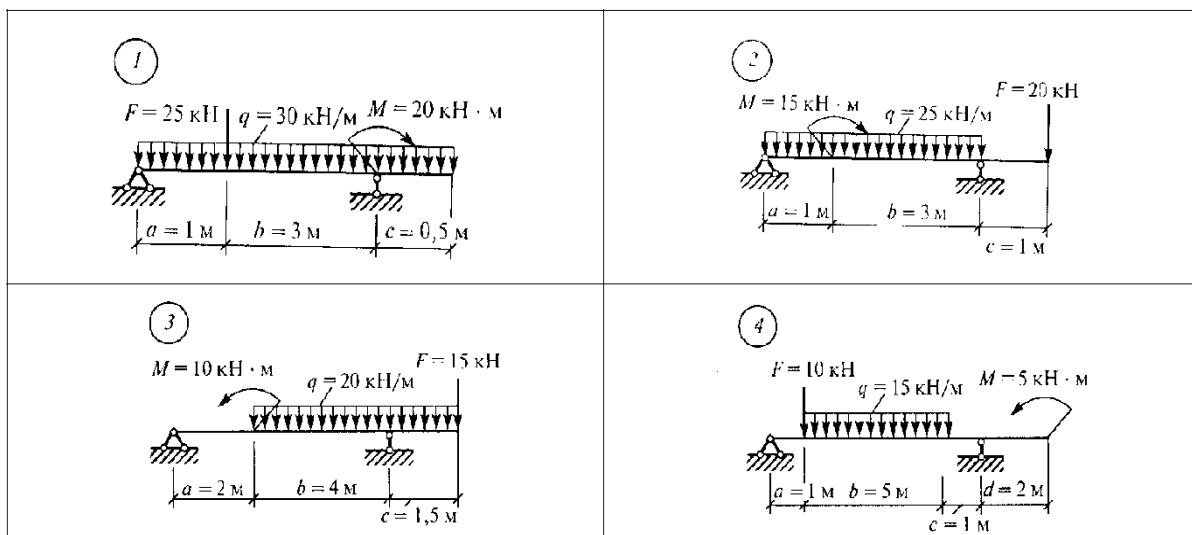 1
F = 25 кН q = 30 кН/м M = 20 кН · м
a = 1 м b = 3 м c = 0,5 м
2
M = 15 кН · м q = 25 кН/м F = 20 кН
a = 1 м b = 3 м
c = 1 м
3
M = 10 кН · м q = 20 кН/м F = 15 кН
a = 2 м b = 4 м
c = 1,5 м
4
F = 10 кН q = 15 кН/м M = 5 кН · м
a = 1 м b = 5 м d = 2 м
c = 1 м